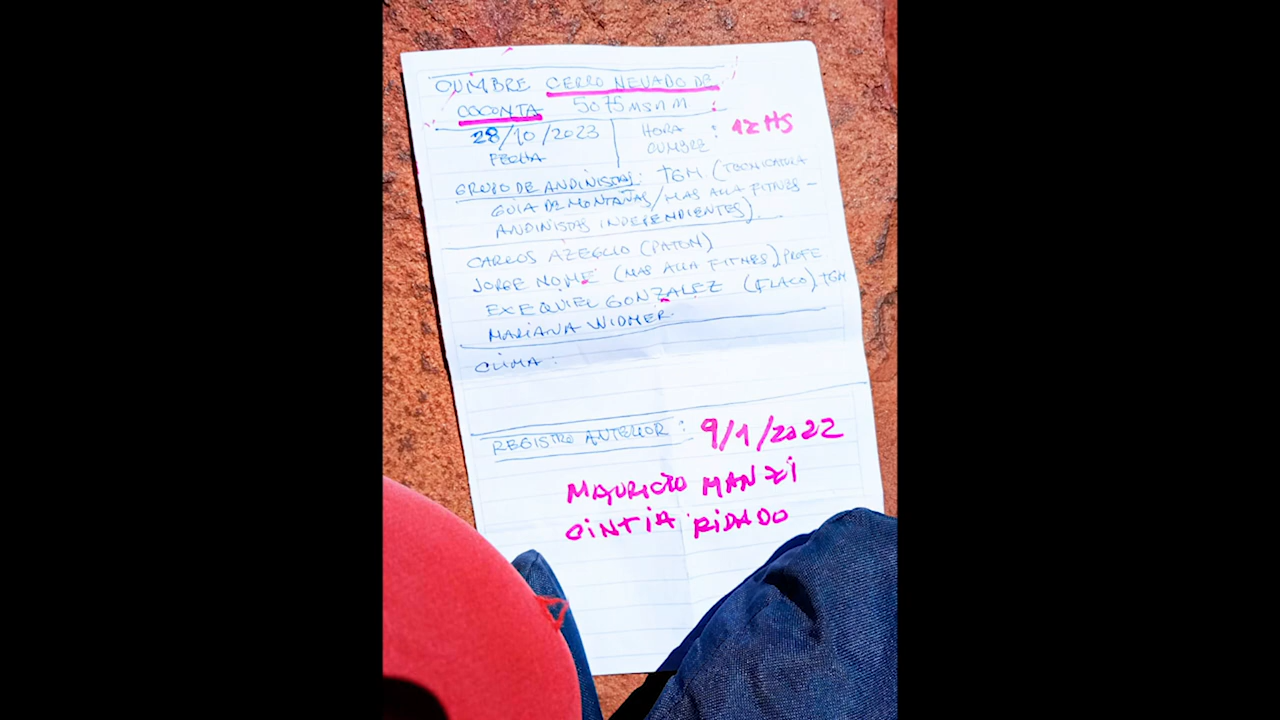 CUMBRE CERRO NEVADO DE
COCONTA 5075 MSNM
28/10/2023
FECHA
HORA
CUMBRE : 12 HS
GRUPO DE ANDINISTAS: TGM (TECNICATURA
GUIA DE MONTAÑAS/MAS ALLA FITNES -
ANDINISTAS INDEPENDIENTES).
CARLOS AZEGLIO (PATON)
JORGE NOME (MAS ALLA FITNES) PROFE
EXEQUIEL GONZALEZ (FLACO) TGM
MARIANA WIDMER.
CLIMA:
REGISTRO ANTERIOR : 9/1/2022
MAURICIO MANZI
CINTIA RIDADO